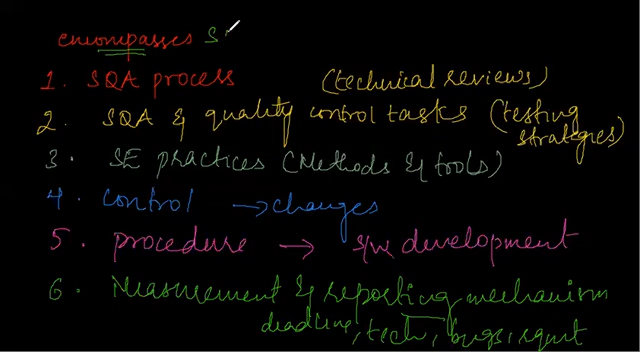 encompasses S
1. SQA process (technical reviews)
2. SQA & quality control tasks (testing strategies)
3. SE practices (Methods & tools)
4. control → changes
5. procedure → s/w development
6. Measurement & reporting mechanism
deadline, tech, bugs,